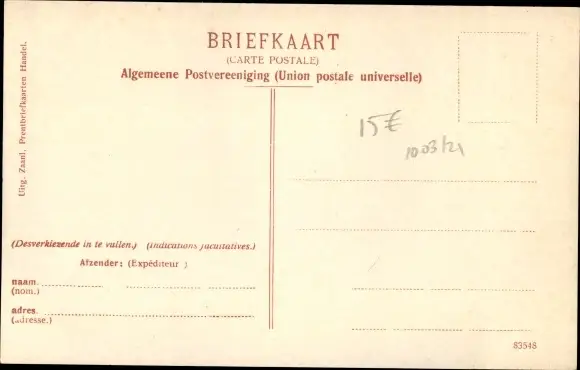 BRIEFKAART
(CARTE POSTALE)
Algemeene Postvereeniging (Union postale universelle)
Uitg. Zaanl. Prentbriefkaarten Handel.
15€
10 03/21
(Desverkiezende in te vullen.) (Indications facultatives.)
Afzender: (Expéditeur )
naam.
(nom.)
adres.
(adresse.)
83548